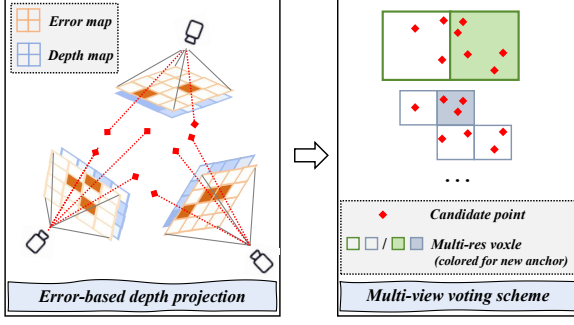 Error map
Depth map
Error-based depth projection
...
Candidate point
/
Multi-res voxle
(colored for new anchor)
Multi-view voting scheme